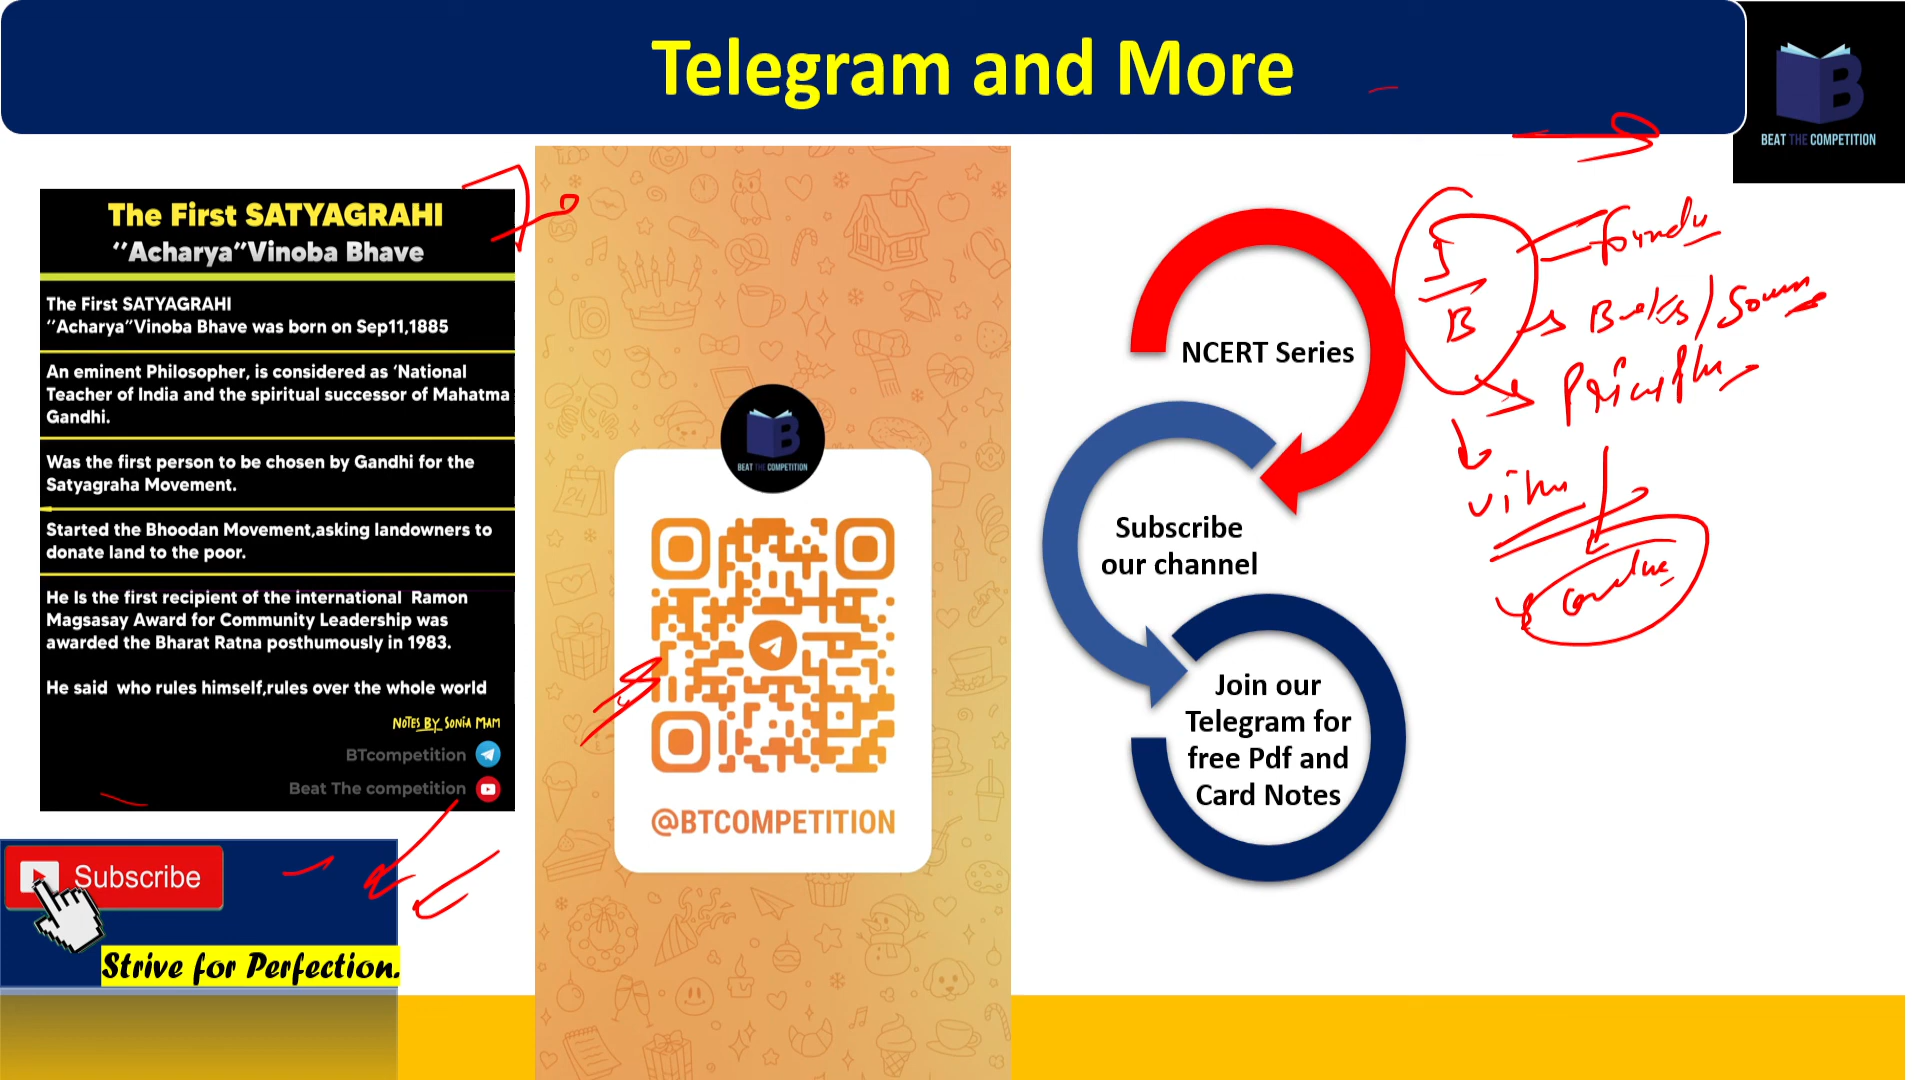 Telegram and More
BEAT THE COMPETITION
The First SATYAGRAHI
‘‘Acharya’’Vinoba Bhave
The First SATYAGRAHI
‘‘Acharya’’Vinoba Bhave was born on Sep11,1885
An eminent Philosopher, is considered as ‘National
Teacher of India and the spiritual successor of Mahatma
Gandhi.
Was the first person to be chosen by Gandhi for the
Satyagraha Movement.
Started the Bhoodan Movement,asking landowners to
donate land to the poor.
He Is the first recipient of the international Ramon
Magsasay Award for Community Leadership was
awarded the Bharat Ratna posthumously in 1983.
He said who rules himself,rules over the whole world
NOTES BY SONIA MAM
BTcompetition
Beat The competition
Subscribe
Strive for Perfection.
BEAT THE COMPETITION
@BTCOMPETITION
NCERT Series
Subscribe
our channel
Join our
Telegram for
free Pdf and
Card Notes
J
B